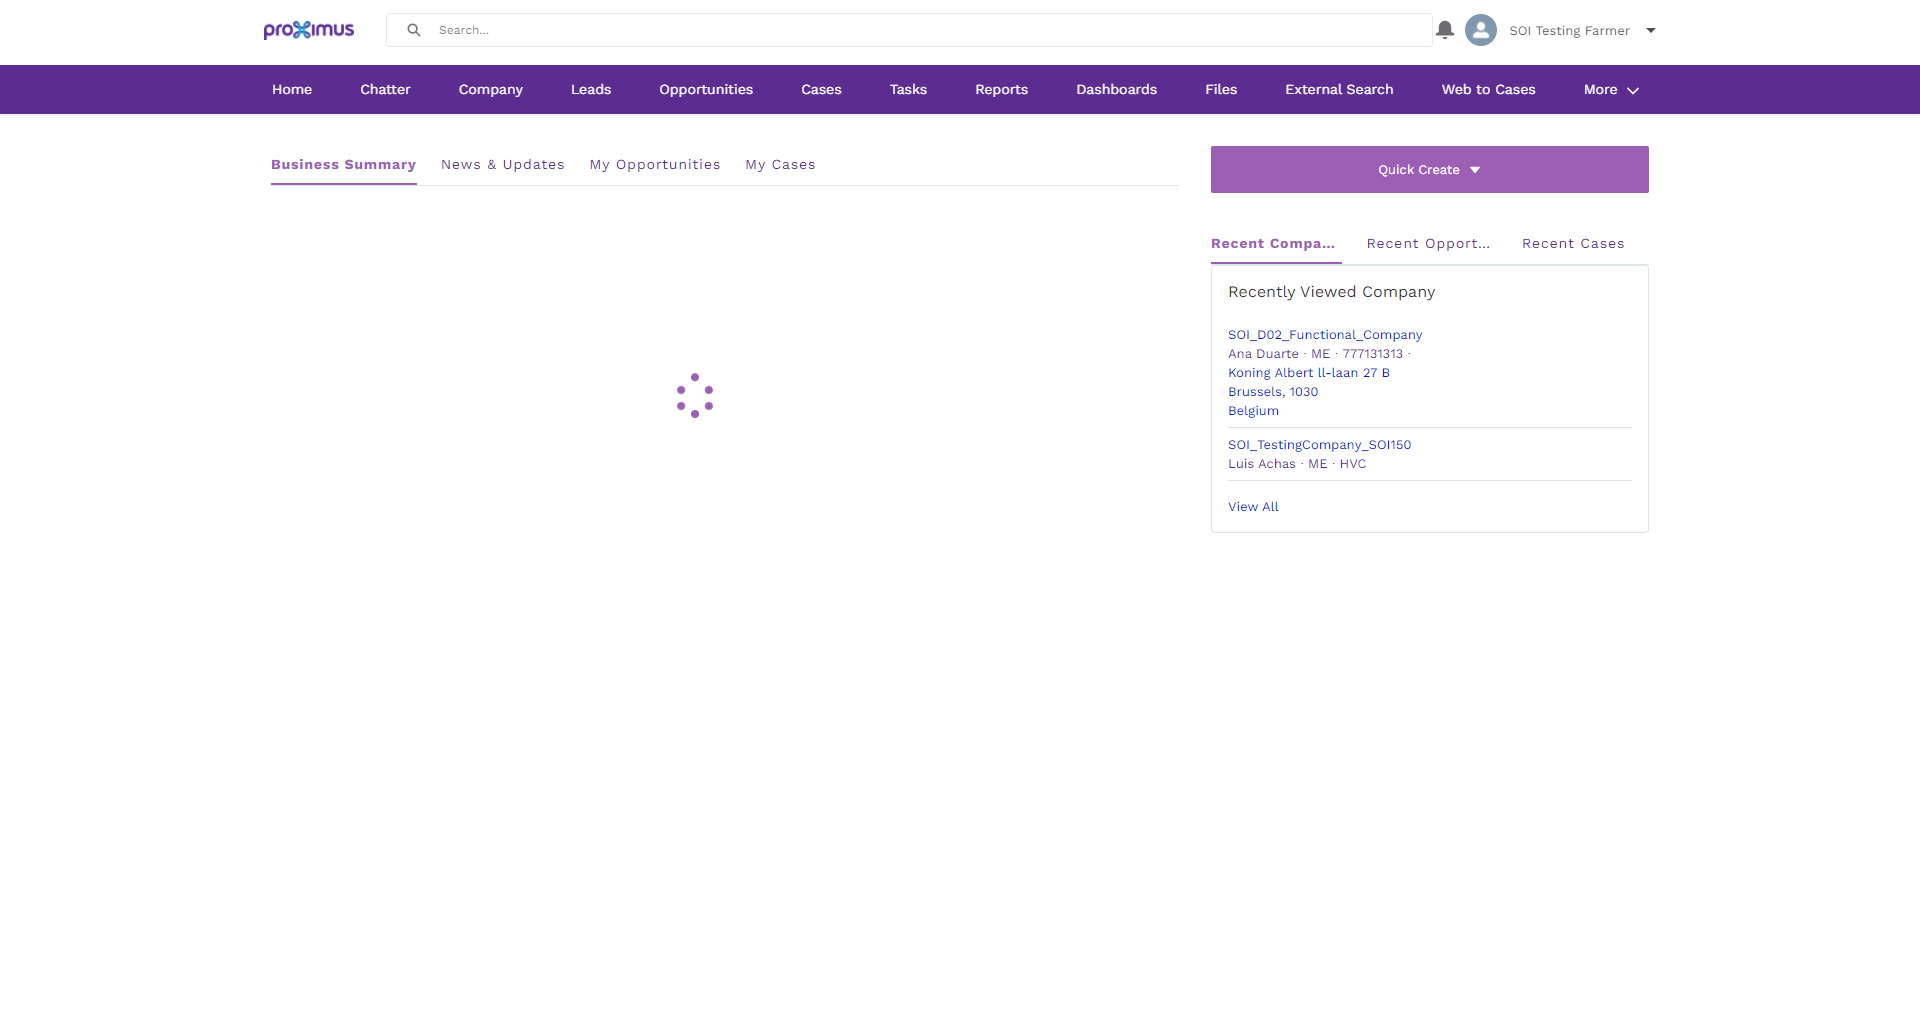 proximus
Search...
SOI Testing Farmer
Home Chatter Company Leads Opportunities Cases Tasks Reports Dashboards Files External Search Web to Cases More
Business Summary News & Updates My Opportunities My Cases
Quick Create
Recent Compa... Recent Opport... Recent Cases
Recently Viewed Company
SOI_D02_Functional_Company
Ana Duarte · ME · 777131313 ·
Koning Albert ll-laan 27 B
Brussels, 1030
Belgium
SOI_TestingCompany_SOI150
Luis Achas · ME · HVC
View All